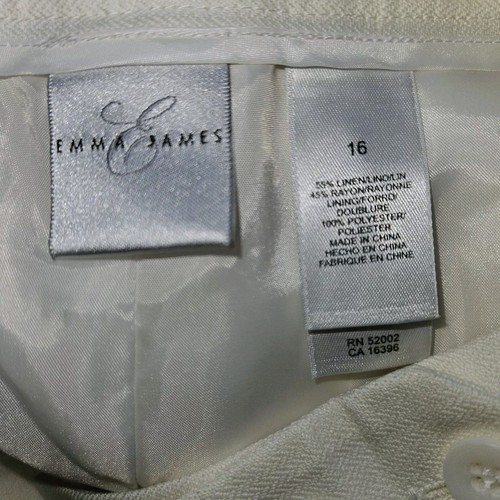 E
EMMA JAMES
16
55% LINEN/LINO/LIN
45% RAYON/RAYONNE
LINING/FORRO/
DOUBLURE
100% POLYESTER/
POLIESTER
MADE IN CHINA
HECHO EN CHINA
FABRIQUE EN CHINE
RN 52002
CA 16396